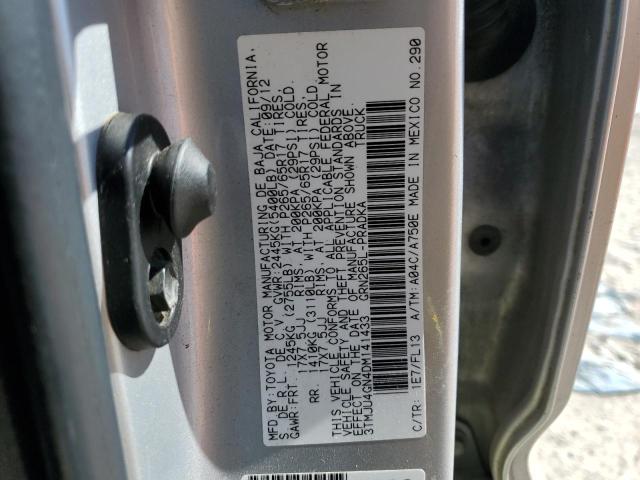 MFD.BY:TOYOTA MOTOR MANUFACTURING DE BAJA CALIFORNIA,
S DE R.L. DE C.V. GVWR:2445KG(5400LB) DATE:09/12
GAWR:FRT. 1245KG (2755LB) WITH P265/65R17 TIRES,
17X7.5JJ RIMS, AT 200KPA (29PSI) COLD.
RR. 1410KG (3110LB) WITH P265/65R17 TIRES,
17X7.5JJ RIMS, AT 200KPA (29PSI) COLD.
THIS VEHICLE CONFORMS TO ALL APPLICABLE FEDERAL MOTOR
VEHICLE SAFETY AND THEFT PREVENTION STANDARDS IN
EFFECT ON THE DATE OF MANUFACTURE SHOWN ABOVE.
3TMJU4GN4DM141433 GRN265L-PRADKA TRUCK
C/TR: 1E7/FL13 A/TM:A04C/A750E MADE IN MEXICO NO.290